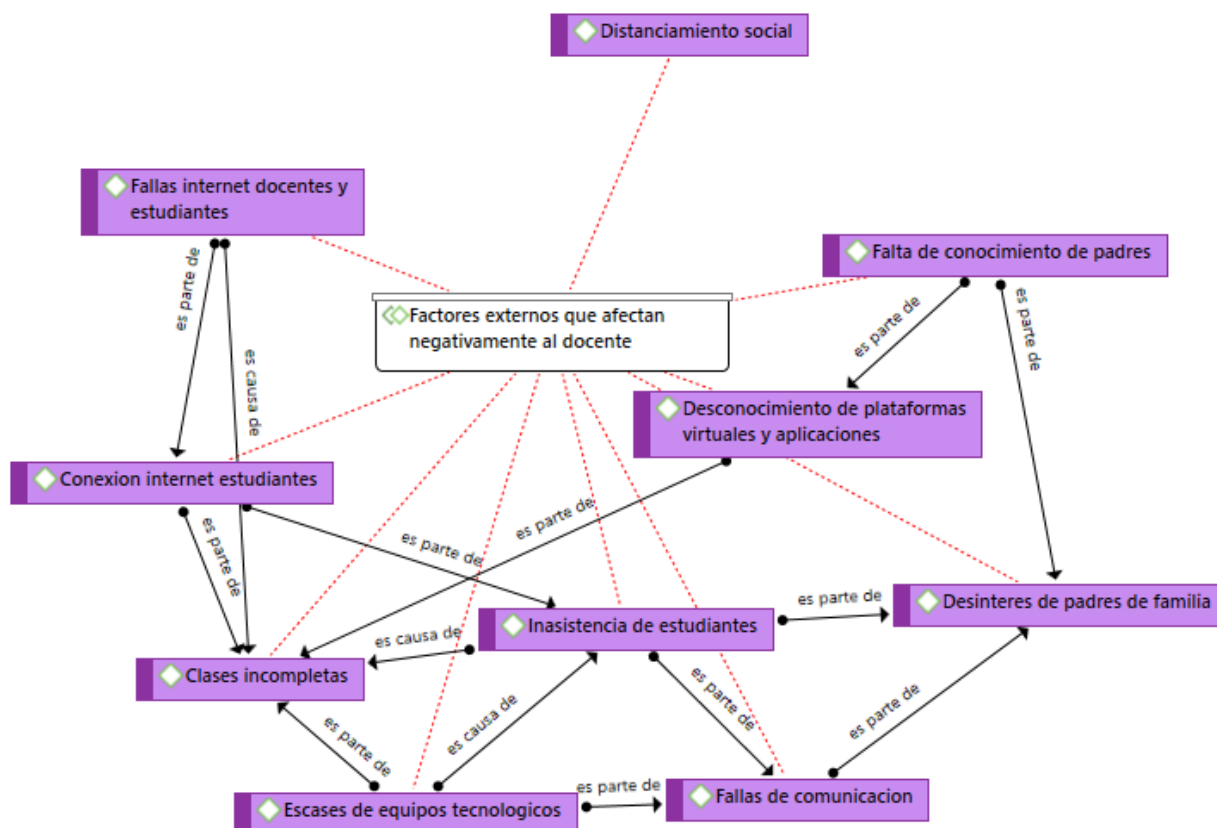 Distanciamiento social
Fallas internet docentes y
estudiantes
Falta de conocimiento de padres
es parte de
es causa de
es parte de
es parte de
Factores externos que afectan
negativamente al docente
Desconocimiento de plataformas
virtuales y aplicaciones
Conexion internet estudiantes
es parte de
es parte de
es parte de
Desinteres de padres de familia
es parte de
Inasistencia de estudiantes
es causa de
Clases incompletas
es parte de
es causa de
es parte de
es parte de
Escases de equipos tecnologicos
es parte de
Fallas de comunicacion